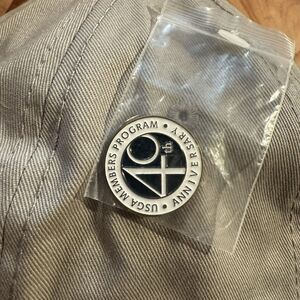 USGA MEMBERS PROGRAM • ANNIVERSARY •
40th